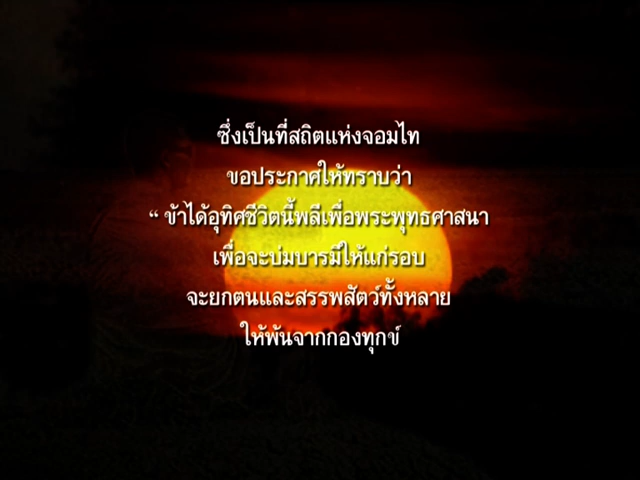 ซึ่งเป็นที่สถิตแห่งจอมไท
ขอประกาศให้ทราบว่า
“ ข้าได้อุทิศชีวิตนี้พลีเพื่อพระพุทธศาสนา
เพื่อจะบ่มบารมีให้แก่รอบ
จะยกตนและสรรพสัตว์ทั้งหลาย
ให้พ้นจากกองทุกข์